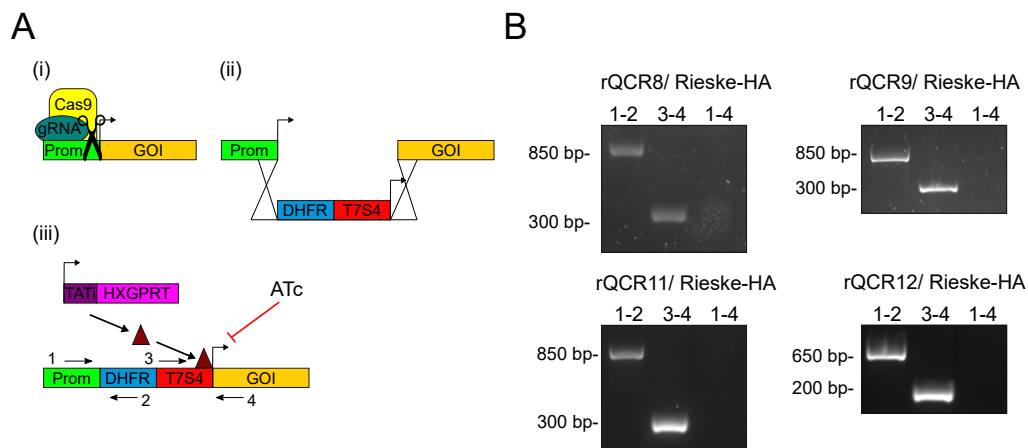 A
(i)
Cas9
gRNA
Prom
GOI
(ii)
Prom
GOI
DHFR
T7S4
(iii)
TATi
HXGPRT
ATc
1
3
Prom
DHFR
T7S4
GOI
2
4
B
rQCR8/ Rieske-HA
1-2 3-4 1-4
850 bp-
300 bp-
rQCR9/ Rieske-HA
1-2 3-4 1-4
850 bp-
300 bp-
rQCR11/ Rieske-HA
1-2 3-4 1-4
850 bp-
300 bp-
rQCR12/ Rieske-HA
1-2 3-4 1-4
650 bp-
200 bp-